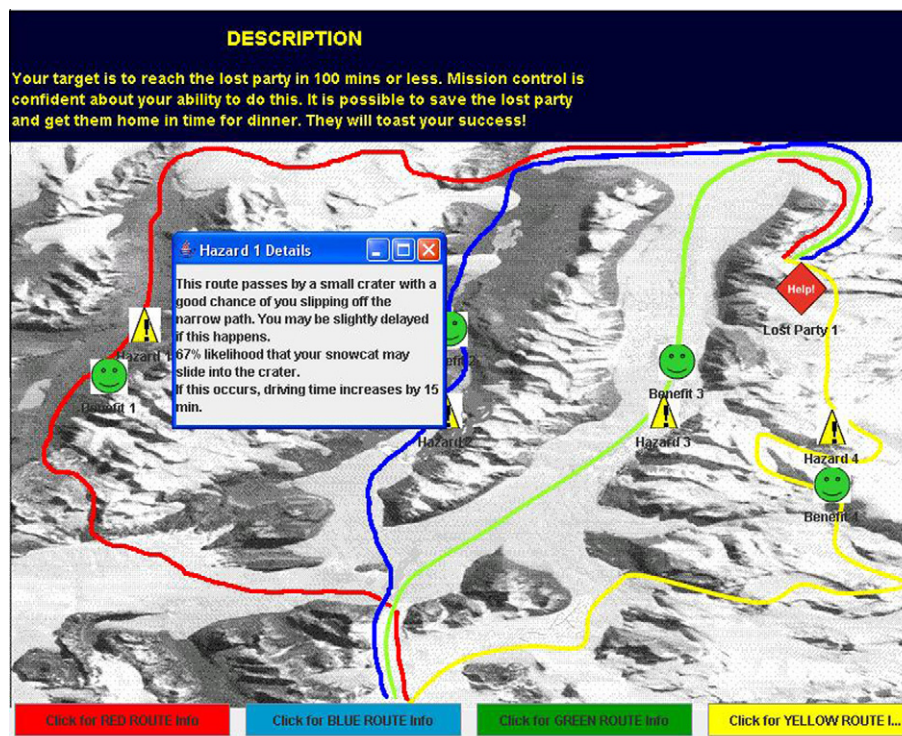 DESCRIPTION
Your target is to reach the lost party in 100 mins or less. Mission control is
confident about your ability to do this. It is possible to save the lost party
and get them home in time for dinner. They will toast your success!
Hazard 1 Details
This route passes by a small crater with a
good chance of you slipping off the
narrow path. You may be slightly delayed
if this happens.
67% likelihood that your snowcat may
slide into the crater.
If this occurs, driving time increases by 15
min.
Help!
Lost Party 1
Hazard 1
Benefit 1
Benefit 3
Hazard 2
Hazard 3
Hazard 4
Benefit 4
Click for RED ROUTE Info
Click for BLUE ROUTE Info
Click for GREEN ROUTE Info
Click for YELLOW ROUTE I...